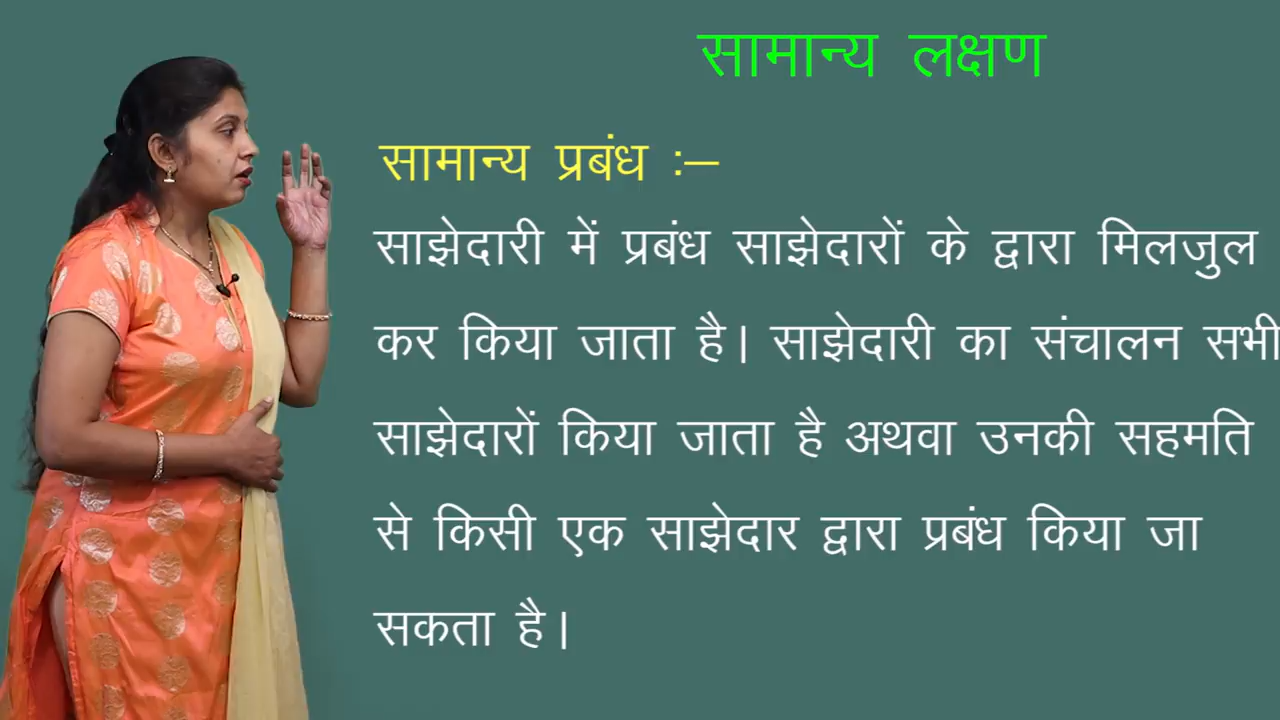 सामान्य लक्षण
सामान्य प्रबंध :–
साझेदारी में प्रबंध साझेदारों के द्वारा मिलजुल
कर किया जाता है। साझेदारी का संचालन सभी
साझेदारों किया जाता है अथवा उनकी सहमति
से किसी एक साझेदार द्वारा प्रबंध किया जा
सकता है।